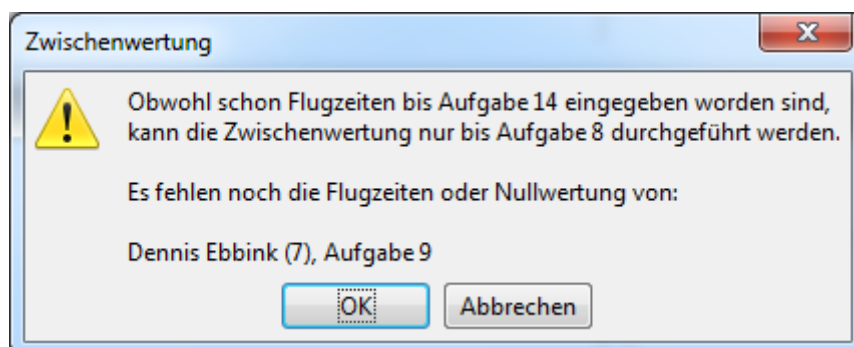 Zwischenwertung
Obwohl schon Flugzeiten bis Aufgabe 14 eingegeben worden sind,
kann die Zwischenwertung nur bis Aufgabe 8 durchgeführt werden.
Es fehlen noch die Flugzeiten oder Nullwertung von:
Dennis Ebbink (7), Aufgabe 9
OK
Abbrechen